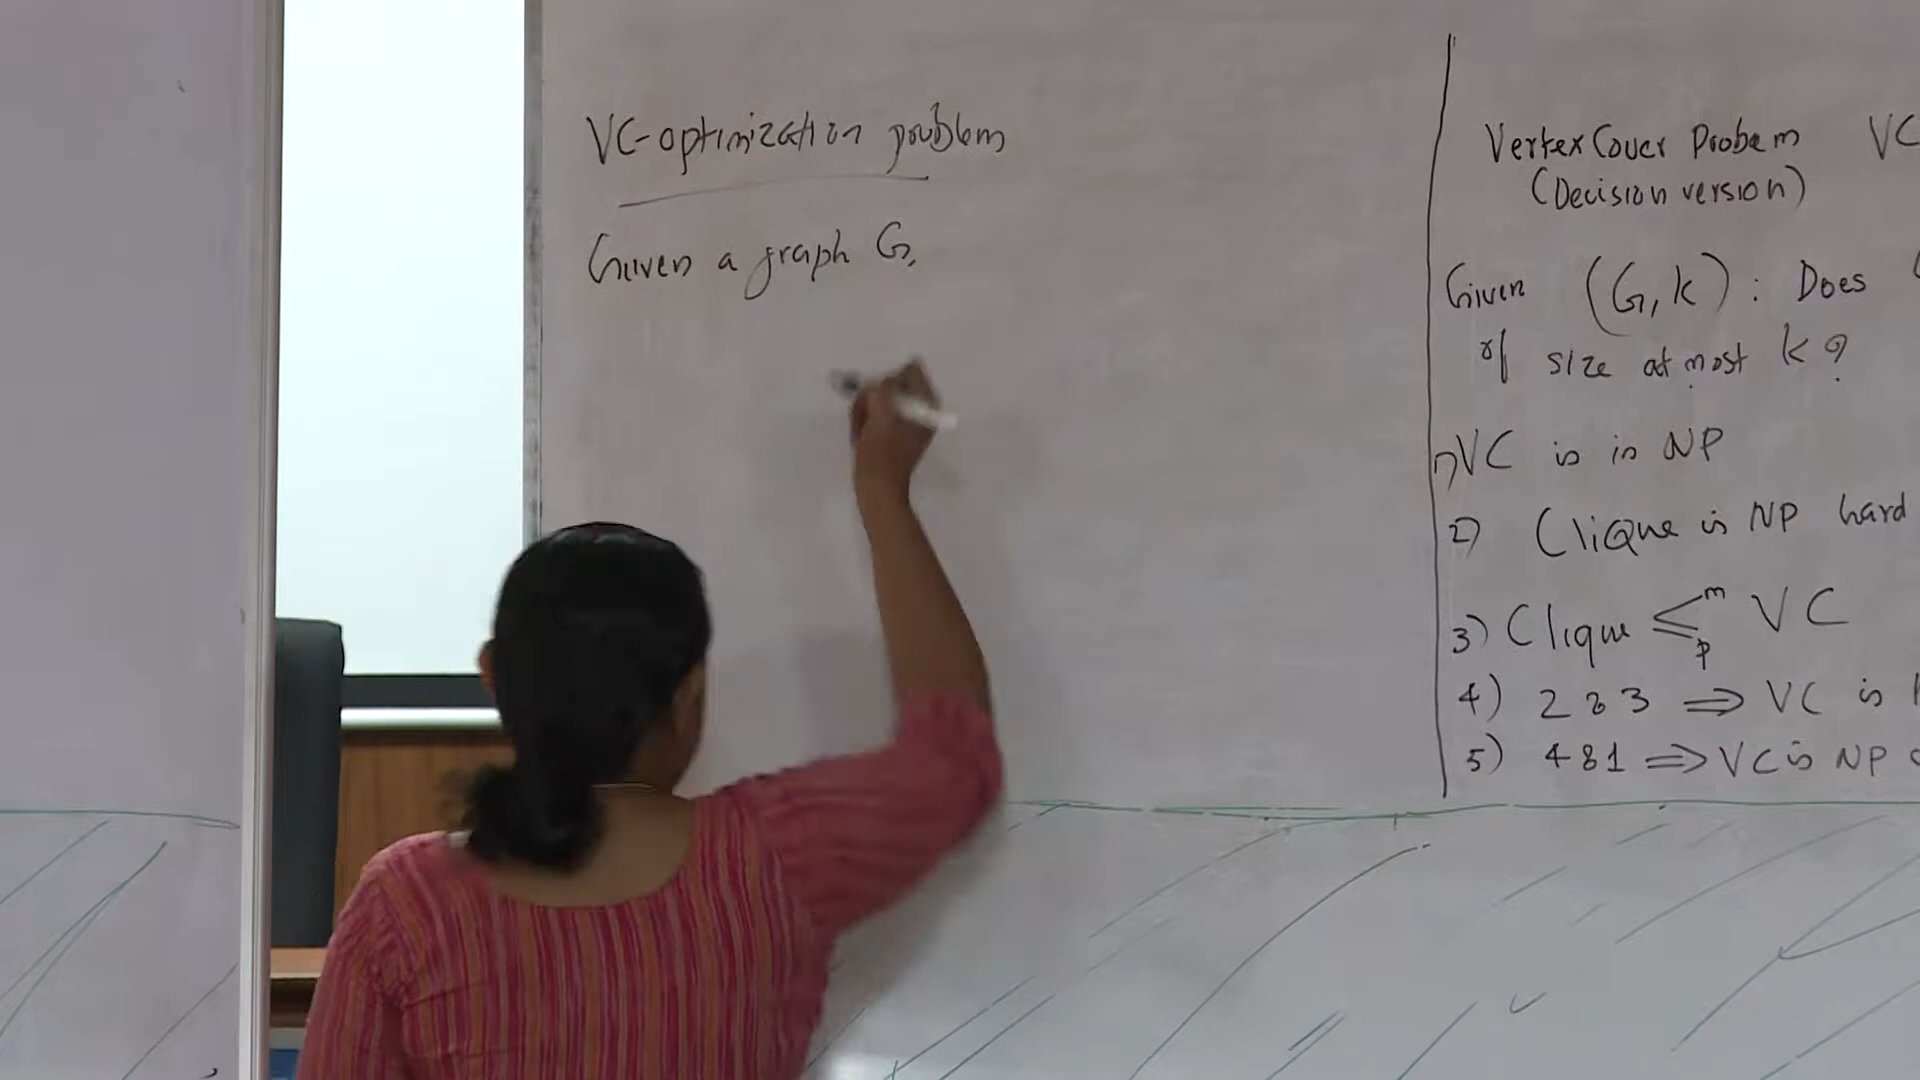 VC-optimization problem
Given a graph G,
Vertex Cover Probem VC
(Decision version)
Given (G, k) : Does
of size at most k ?
1) VC is in NP
2) Clique is NP hard
3) Clique ≤ᵐₚ VC
4) 2 & 3 ⇒ VC is
5) 4 & 1 ⇒ VC is NP